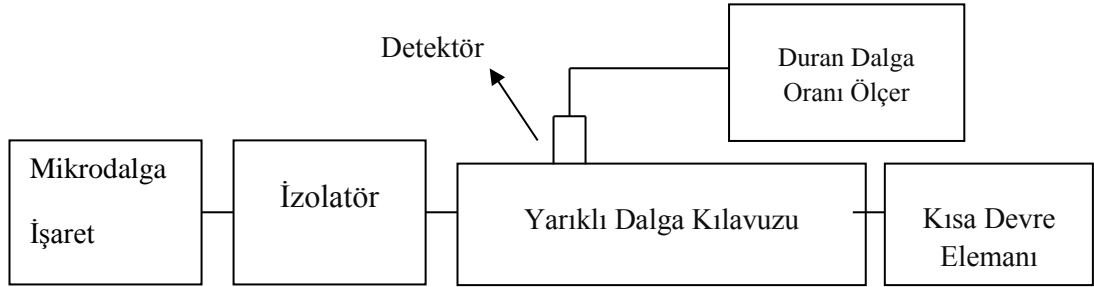 Detektör
Duran Dalga
Oranı Ölçer
Mikrodalga
İşaret
İzolatör
Yarıklı Dalga Kılavuzu
Kısa Devre
Elemanı